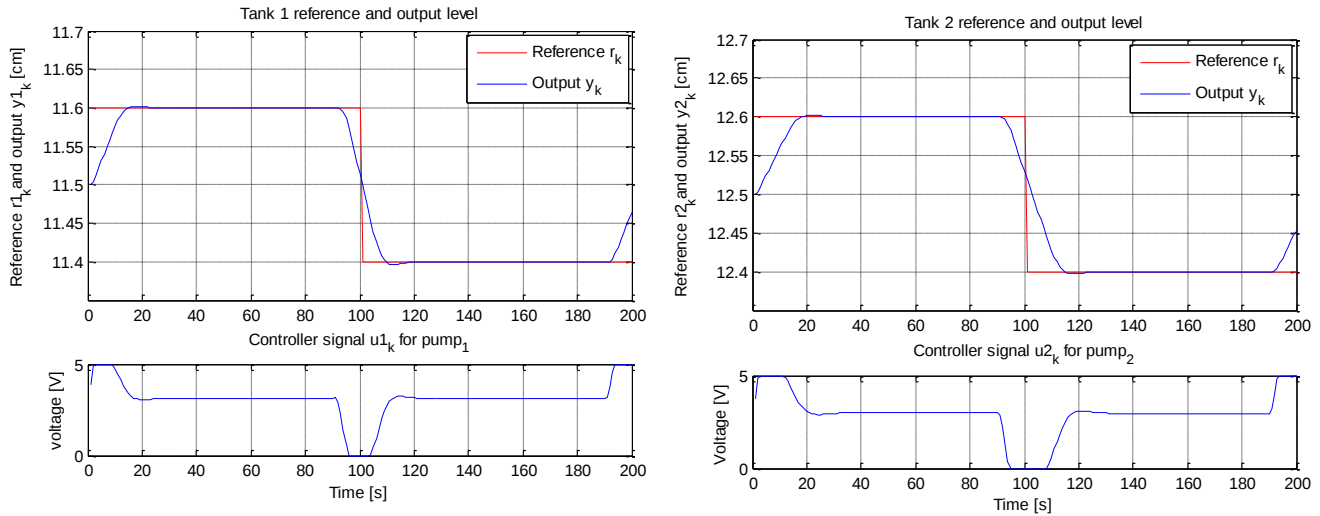 Tank 1 reference and output level
Reference r1k and output y1k [cm]
11.7
11.65
11.6
11.55
11.5
11.45
11.4
Reference rk
Output yk
0 20 40 60 80 100 120 140 160 180 200
Controller signal u1k for pump1
voltage [V]
5
0
0 20 40 60 80 100 120 140 160 180 200
Time [s]
Tank 2 reference and output level
Reference r2k and output y2k [cm]
12.7
12.65
12.6
12.55
12.5
12.45
12.4
Reference rk
Output yk
0 20 40 60 80 100 120 140 160 180 200
Controller signal u2k for pump2
Voltage [V]
5
0
0 20 40 60 80 100 120 140 160 180 200
Time [s]